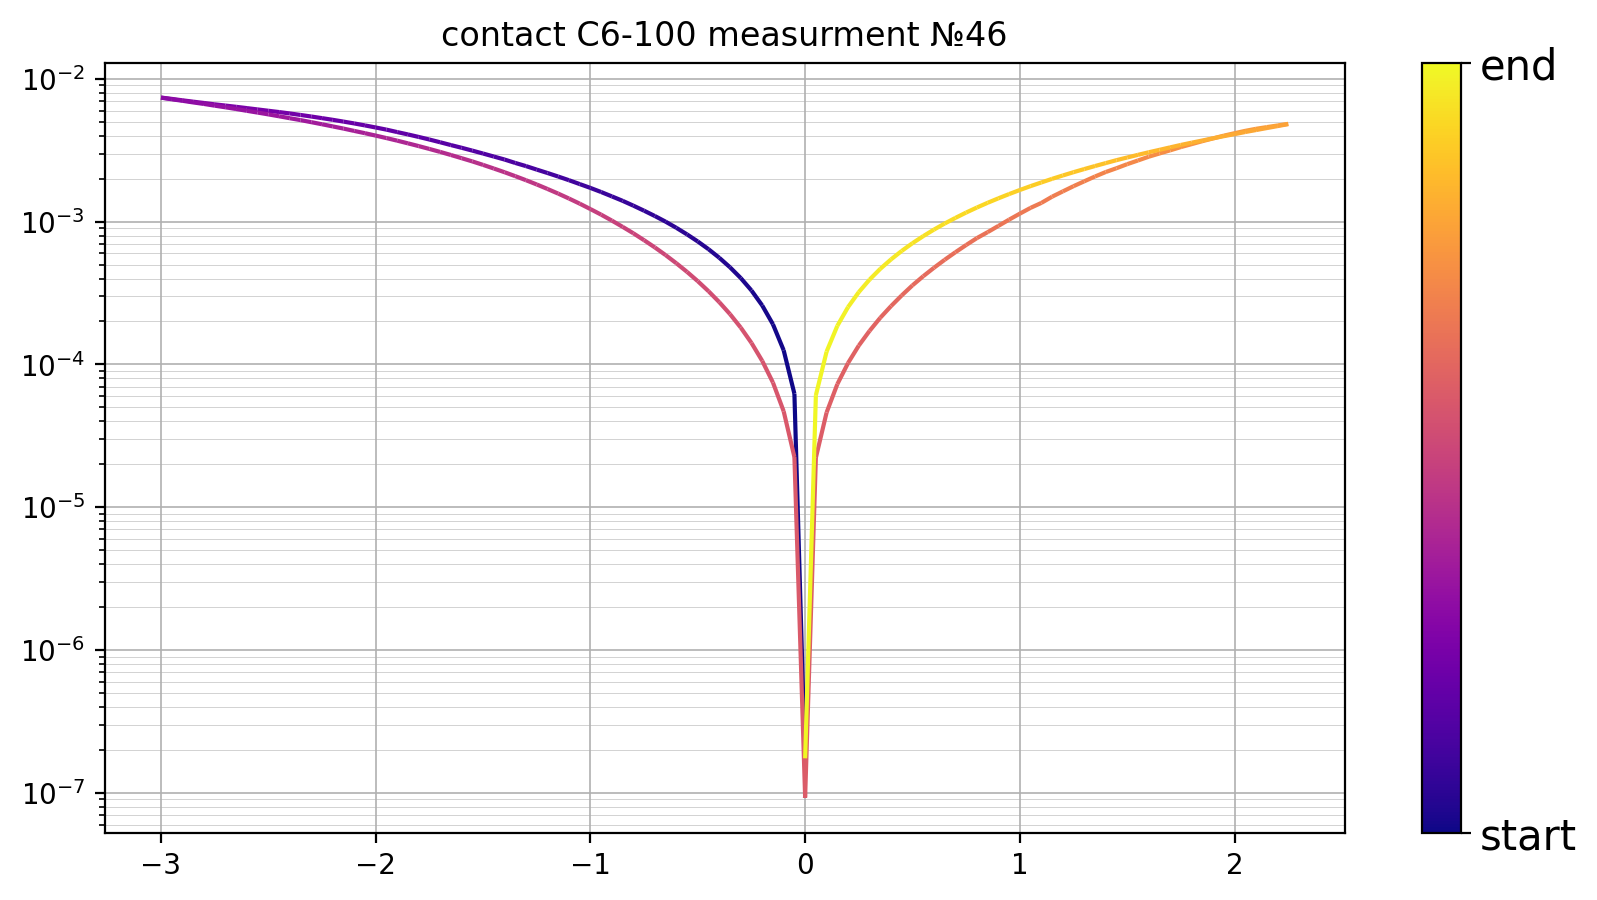 contact C6-100 measurment №46
10⁻²
10⁻³
10⁻⁴
10⁻⁵
10⁻⁶
10⁻⁷
−3 −2 −1 0 1 2
end
start